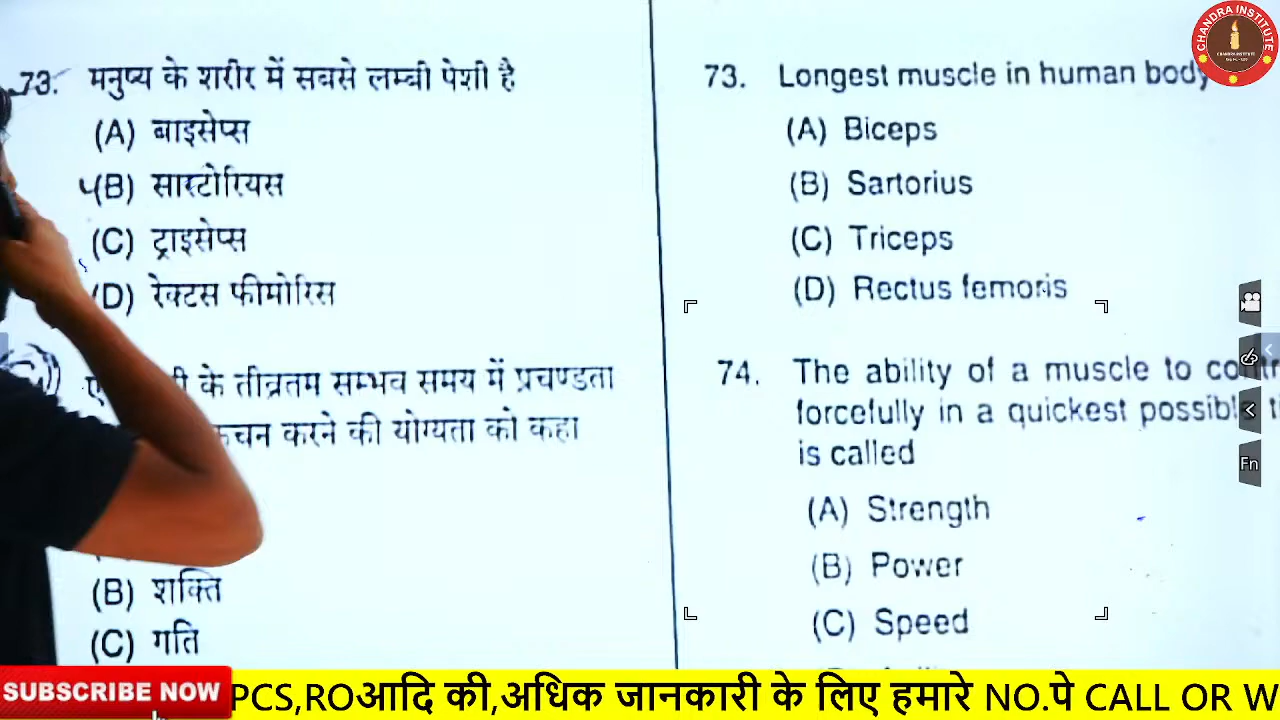 73. मनुष्य के शरीर में सबसे लम्बी पेशी है
(A) बाइसेप्स
(B) सार्टोरियस
(C) ट्राइसेप्स
(D) रेक्टस फीमोरिस
के तीव्रतम सम्भव समय में प्रचण्डता
करने की योग्यता को कहा
(B) शक्ति
(C) गति
73. Longest muscle in human body
(A) Biceps
(B) Sartorius
(C) Triceps
(D) Rectus femoris
74. The ability of a muscle to
forcefully in a quickest
is called
(A) Strength
(B) Power
(C) Speed
CHANDRA INSTITUTE
Fn
SUBSCRIBE NOW
PCS,ROआदि की,अधिक जानकारी के लिए हमारे NO.पे CALL OR W